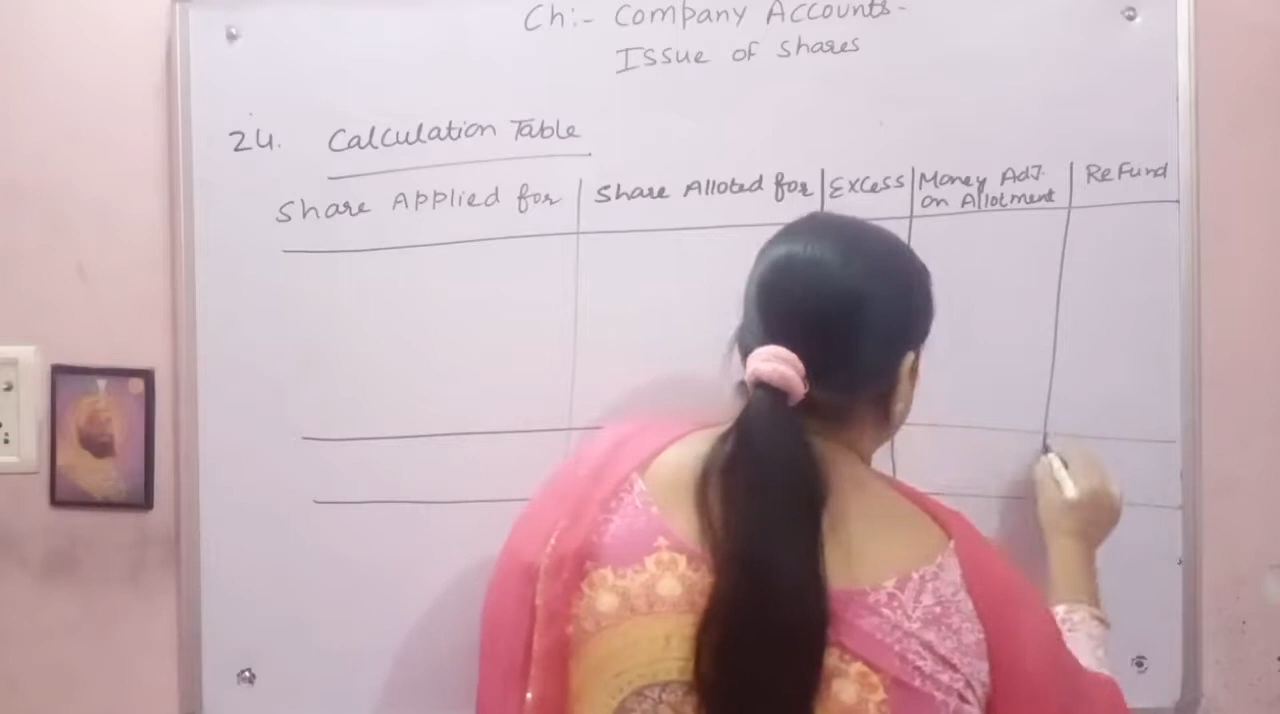 Ch:- Company Accounts-
Issue of shares
24. Calculation Table
Share Applied for
Share Alloted for
Excess
Money Adj.
on Allotment
Refund